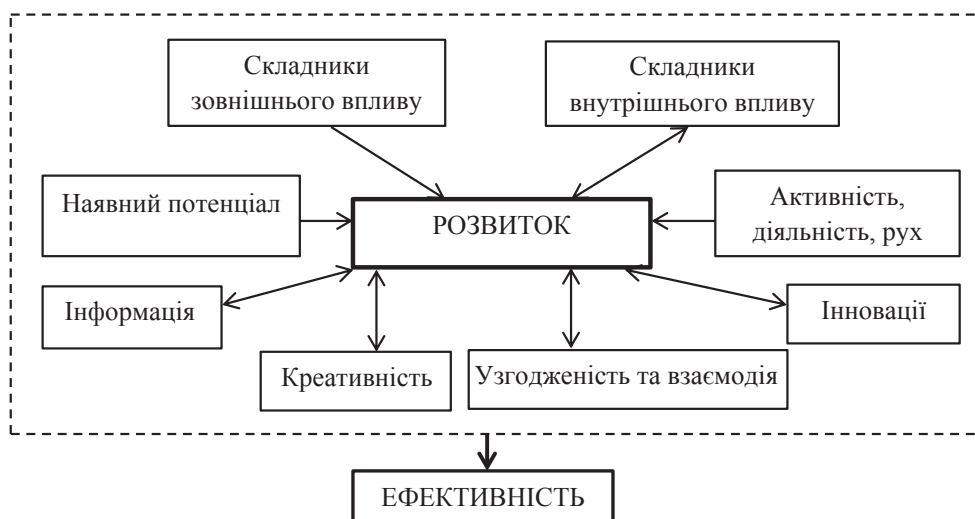 Складники
зовнішнього впливу
Складники
внутрішнього впливу
Наявний потенціал
РОЗВИТОК
Активність,
діяльність, рух
Інформація
Інновації
Креативність
Узгодженість та взаємодія
ЕФЕКТИВНІСТЬ